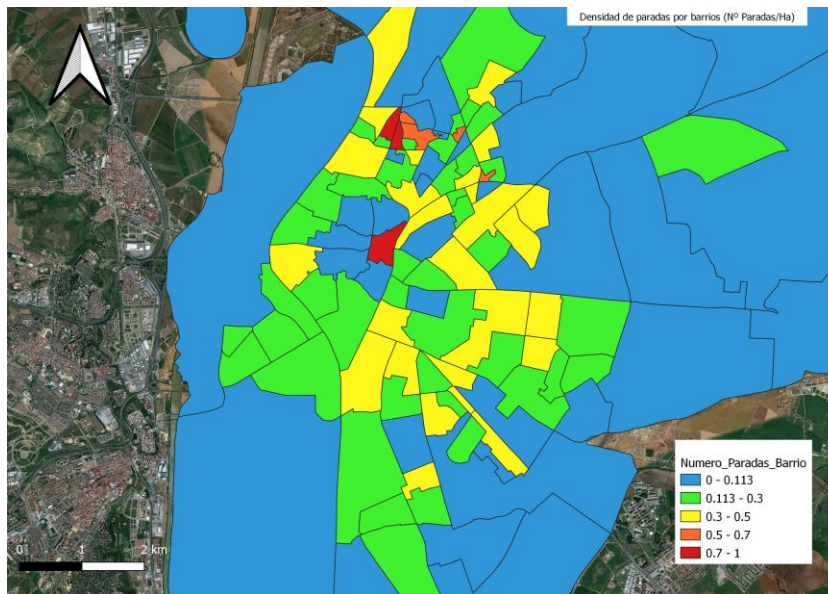 Densidad de paradas por barrios (Nº Paradas/Ha)
Numero_Paradas_Barrio
0 - 0.113
0.113 - 0.3
0.3 - 0.5
0.5 - 0.7
0.7 - 1
0 1 2 km